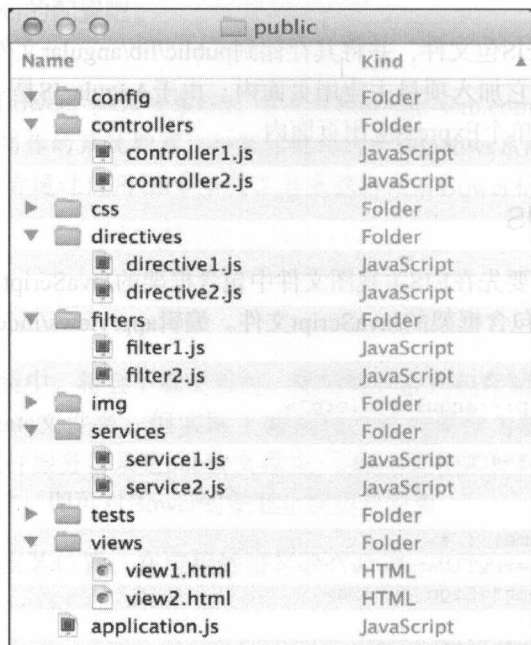 public
Name Kind
config Folder
controllers Folder
controller1.js JavaScript
controller2.js JavaScript
css Folder
directives Folder
directive1.js JavaScript
directive2.js JavaScript
filters Folder
filter1.js JavaScript
filter2.js JavaScript
img Folder
services Folder
service1.js JavaScript
service2.js JavaScript
tests Folder
views Folder
view1.html HTML
view2.html HTML
application.js JavaScript